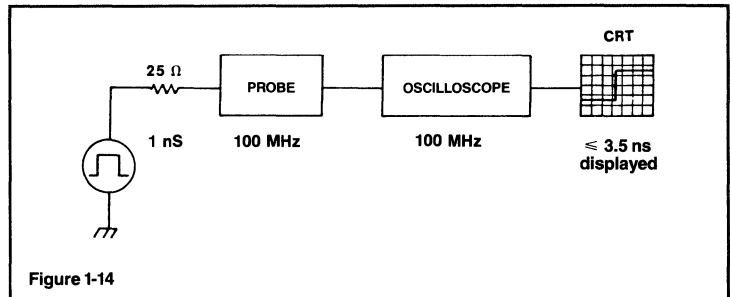 CRT
25 Ω
PROBE
OSCILLOSCOPE
1 nS
100 MHz
100 MHz
≤ 3.5 ns
displayed
Figure 1-14